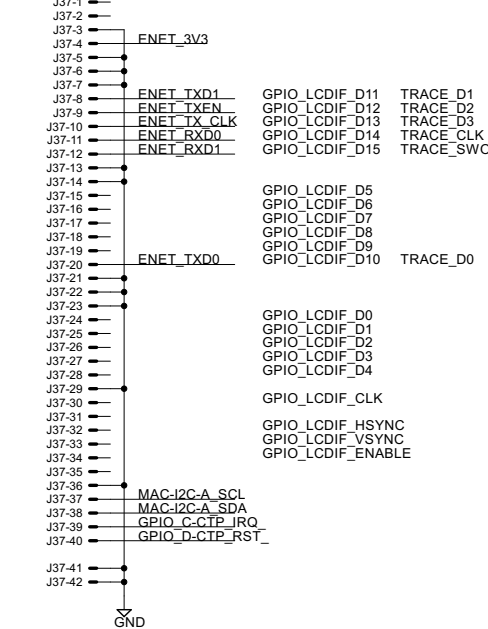 J37-1
J37-2
J37-3
J37-4 ENET_3V3
J37-5
J37-6
J37-7
J37-8 ENET_TXD1 GPIO_LCDIF_D11 TRACE_D1
J37-9 ENET_TXEN GPIO_LCDIF_D12 TRACE_D2
J37-10 ENET_TX_CLK GPIO_LCDIF_D13 TRACE_D3
J37-11 ENET_RXD0 GPIO_LCDIF_D14 TRACE_CLK
J37-12 ENET_RXD1 GPIO_LCDIF_D15 TRACE_SWO
J37-13
J37-14
J37-15 GPIO_LCDIF_D5
J37-16 GPIO_LCDIF_D6
J37-17 GPIO_LCDIF_D7
J37-18 GPIO_LCDIF_D8
J37-19 GPIO_LCDIF_D9
J37-20 ENET_TXD0 GPIO_LCDIF_D10 TRACE_D0
J37-21
J37-22
J37-23
J37-24 GPIO_LCDIF_D0
J37-25 GPIO_LCDIF_D1
J37-26 GPIO_LCDIF_D2
J37-27 GPIO_LCDIF_D3
J37-28 GPIO_LCDIF_D4
J37-29
J37-30 GPIO_LCDIF_CLK
J37-31
J37-32 GPIO_LCDIF_HSYNC
J37-33 GPIO_LCDIF_VSYNC
J37-34 GPIO_LCDIF_ENABLE
J37-35
J37-36
J37-37 MAC-I2C-A_SCL
J37-38 MAC-I2C-A_SDA
J37-39 GPIO_C-CTP_IRQ_
J37-40 GPIO_D-CTP_RST_
J37-41
J37-42
GND